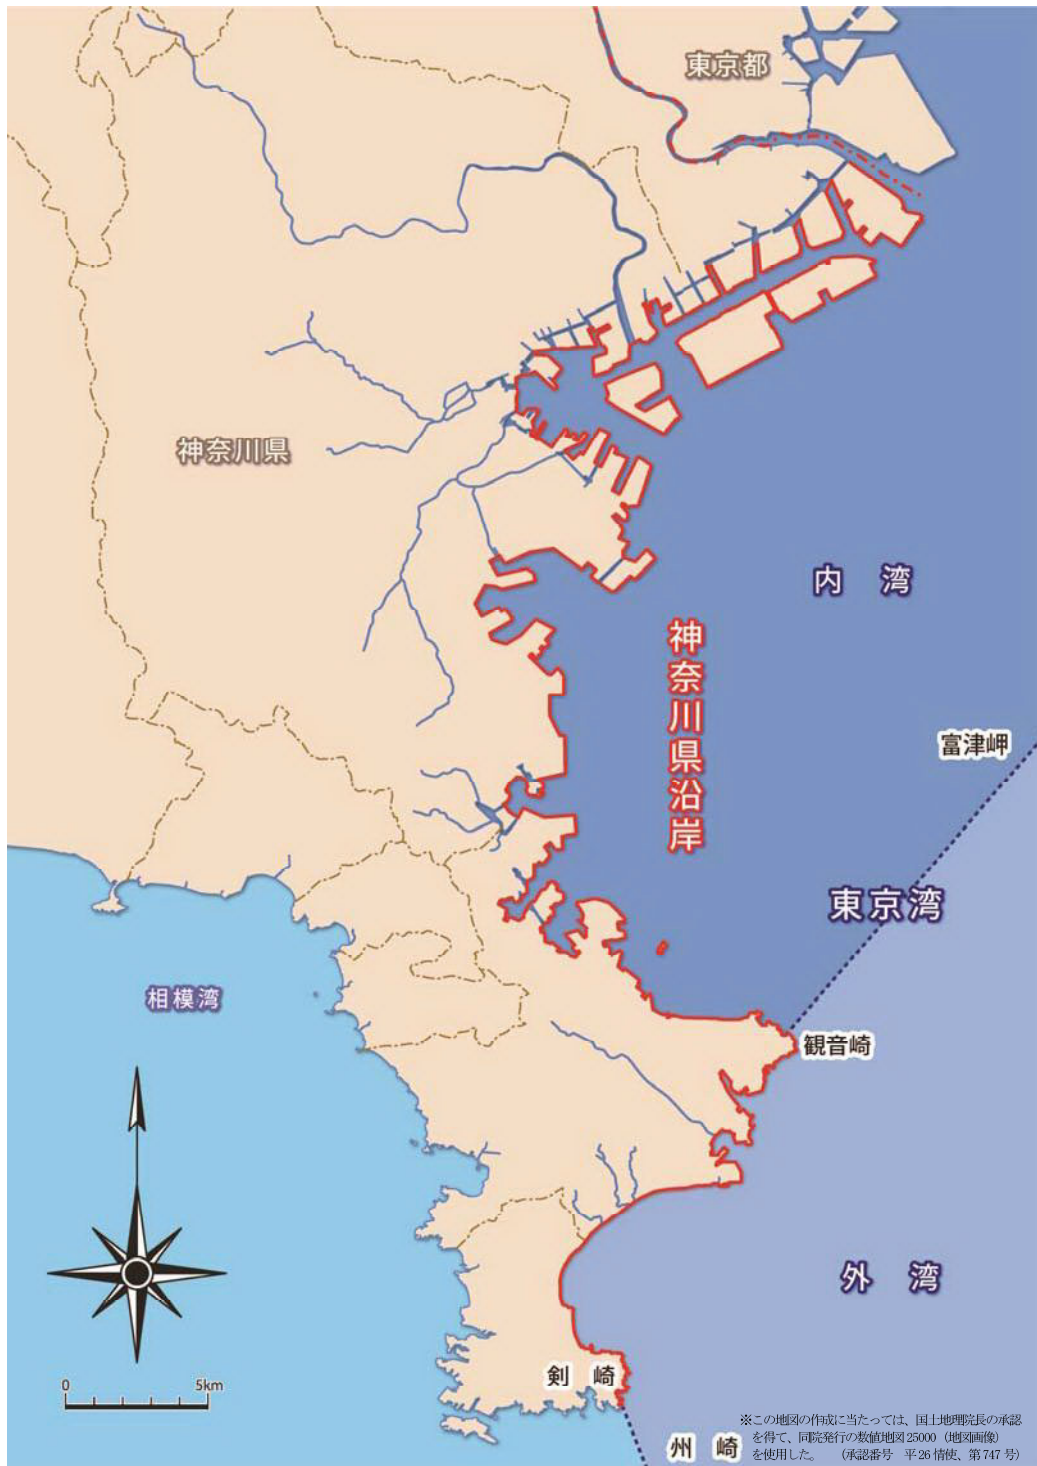 東京都
神奈川県
内 湾
神奈川県沿岸
富津岬
東京湾
相模湾
観音崎
外 湾
剣 崎
0 5km
州 崎
※この地図の作成に当たっては、国土地理院長の承認
を得て、同院発行の数値地図25000（地図画像）
を使用した。 （承認番号 平26情使、第747号）